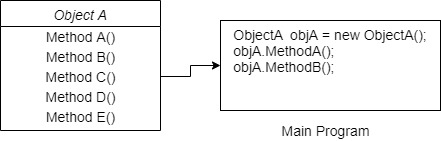 Object A
Method A()
Method B()
Method C()
Method D()
Method E()
ObjectA objA = new ObjectA();
objA.MethodA();
objA.MethodB();
Main Program